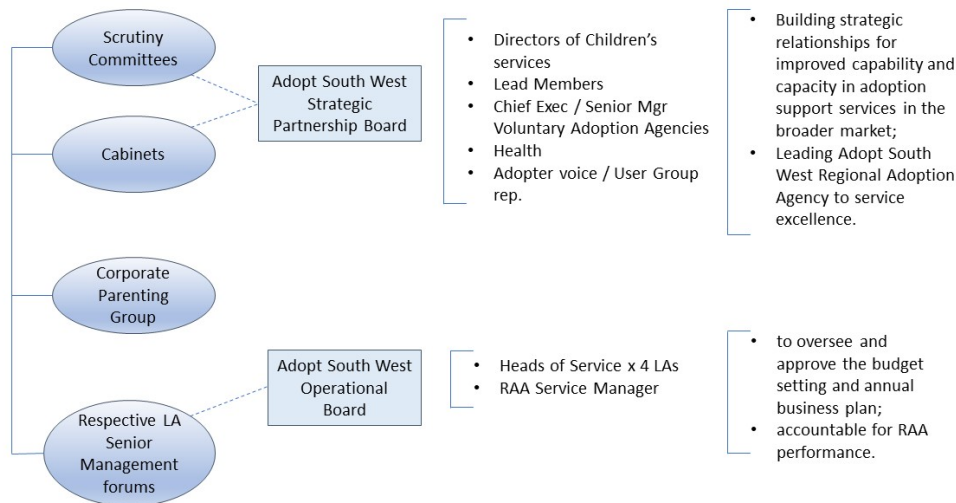 Scrutiny
Committees
Cabinets
Corporate
Parenting
Group
Respective LA
Senior
Management
forums
Adopt South West
Strategic
Partnership Board
Adopt South West
Operational
Board
• Directors of Children’s
services
• Lead Members
• Chief Exec / Senior Mgr
Voluntary Adoption Agencies
• Health
• Adopter voice / User Group
rep.
• Heads of Service x 4 LAs
• RAA Service Manager
• Building strategic
relationships for
improved capability and
capacity in adoption
support services in the
broader market;
• Leading Adopt South
West Regional Adoption
Agency to service
excellence.
• to oversee and
approve the budget
setting and annual
business plan;
• accountable for RAA
performance.